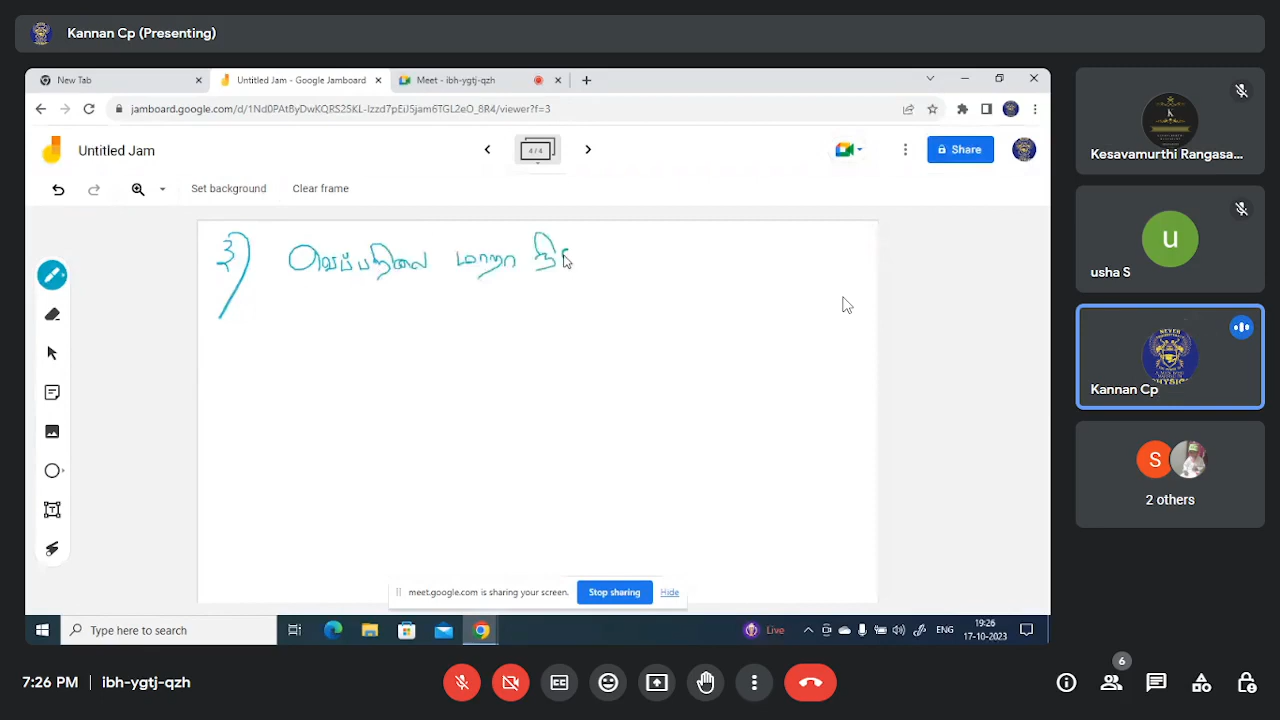 Kannan Cp (Presenting)
New Tab
Untitled Jam - Google Jamboard
Meet - ibh-ygtj-qzh
jamboard.google.com/d/1Nd0PAtByDwKQRS25KL-Izzd7pEiJ5jam6TGL2eO_8R4/viewer?f=3
Untitled Jam
4 / 4
Share
Set background
Clear frame
3) வெப்பநிலை மாறா நி
meet.google.com is sharing your screen.
Stop sharing
Hide
Type here to search
Live
ENG
19:26
17-10-2023
Kesavamurthi Rangasa...
u
usha S
Kannan Cp
S
2 others
7:26 PM | ibh-ygtj-qzh
6